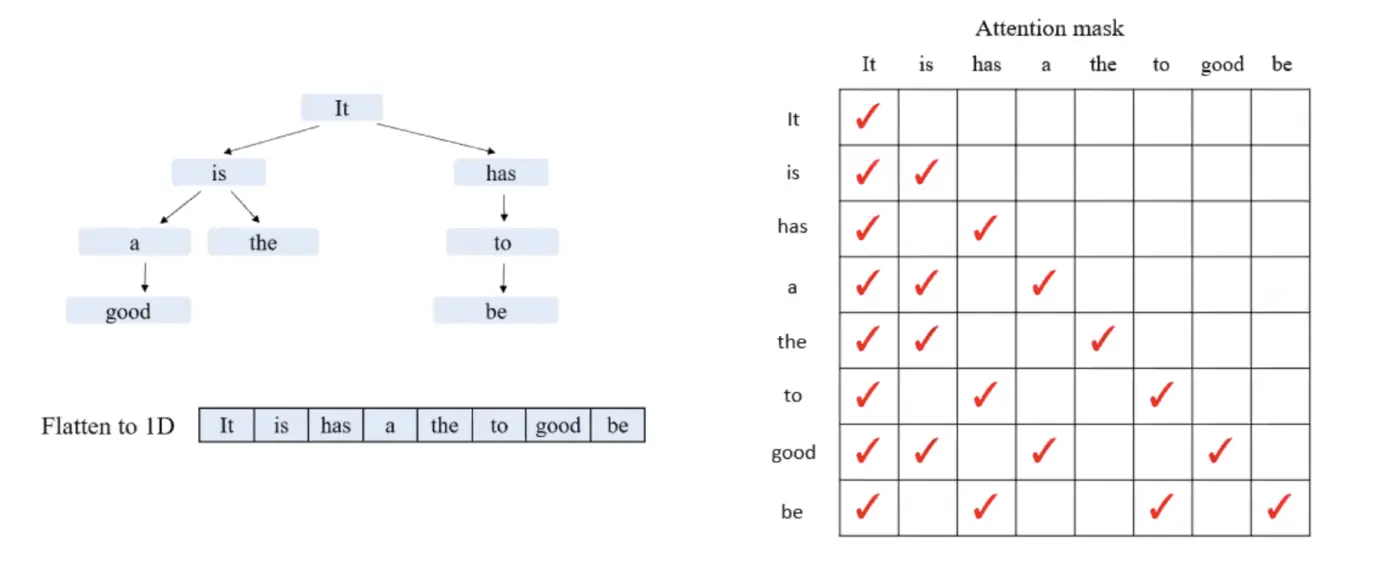 It
is has
a the to
good be
Flatten to 1D It is has a the to good be
Attention mask
It is has a the to good be
It
is
has
a
the
to
good
be